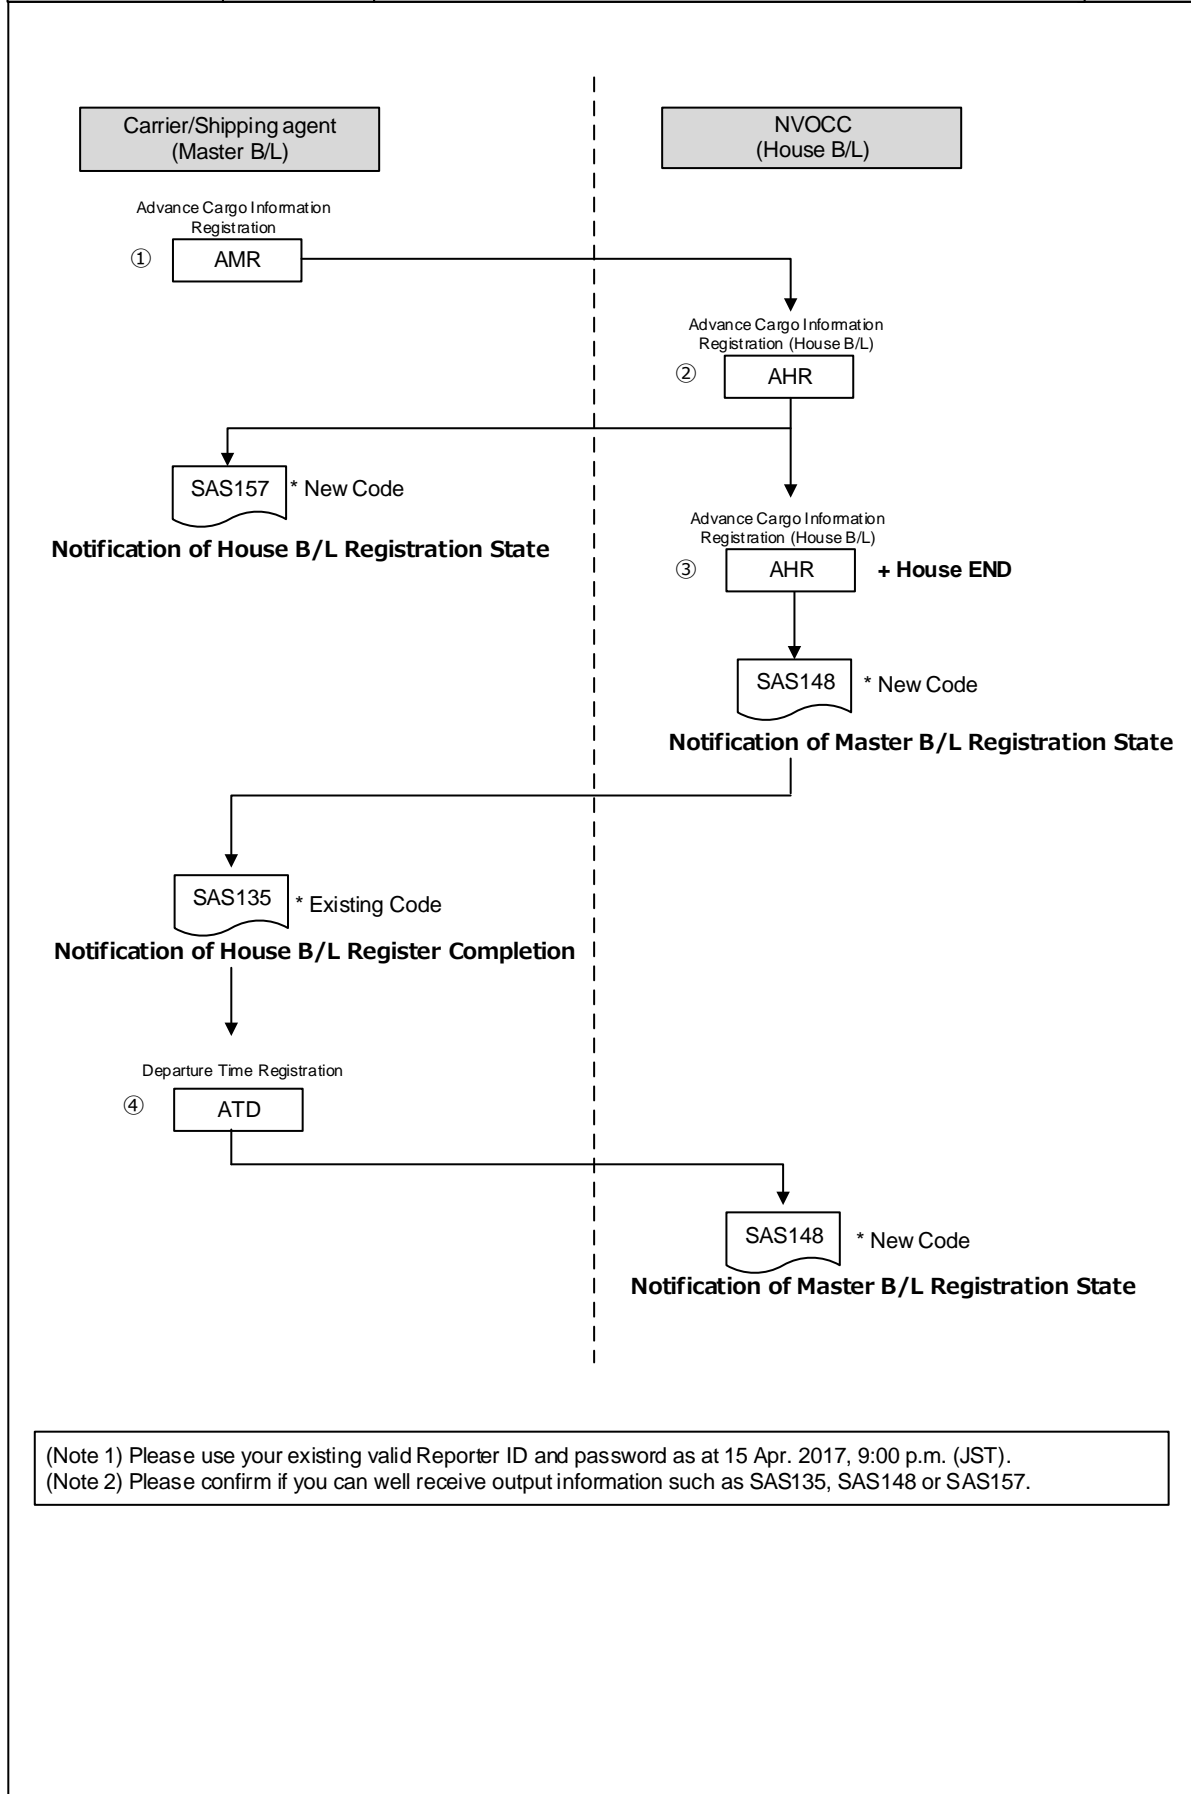 Carrier/Shipping agent
(Master B/L)
NVOCC
(House B/L)
Advance Cargo Information
Registration
① AMR
Advance Cargo Information
Registration (House B/L)
② AHR
SAS157 * New Code
Notification of House B/L Registration State
Advance Cargo Information
Registration (House B/L)
③ AHR + House END
SAS148 * New Code
Notification of Master B/L Registration State
SAS135 * Existing Code
Notification of House B/L Register Completion
Departure Time Registration
④ ATD
SAS148 * New Code
Notification of Master B/L Registration State
(Note 1) Please use your existing valid Reporter ID and password as at 15 Apr. 2017, 9:00 p.m. (JST).
(Note 2) Please confirm if you can well receive output information such as SAS135, SAS148 or SAS157.